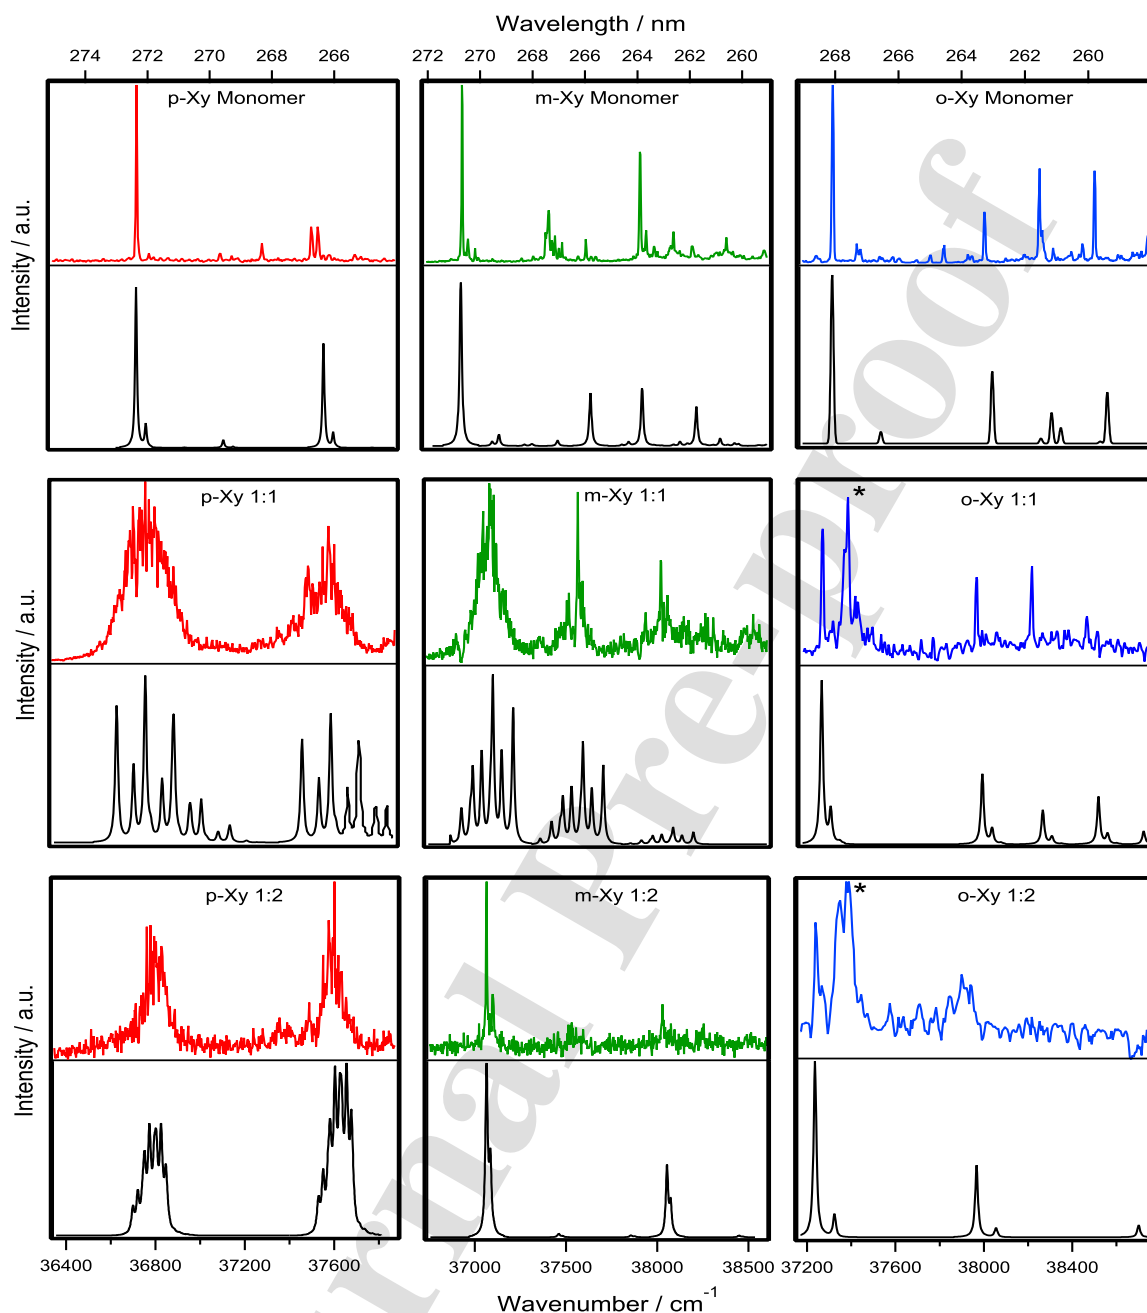 Wavelength / nm
274 272 270 268 266 272 270 268 266 264 262 260 268 266 264 262 260
p-Xy Monomer m-Xy Monomer o-Xy Monomer
Intensity / a.u.
p-Xy 1:1 m-Xy 1:1 * o-Xy 1:1
Intensity / a.u.
p-Xy 1:2 m-Xy 1:2 * o-Xy 1:2
Intensity / a.u.
36400 36800 37200 37600 37000 37500 38000 38500 37200 37600 38000 38400
Wavenumber / cm⁻¹
rnal pre-proof